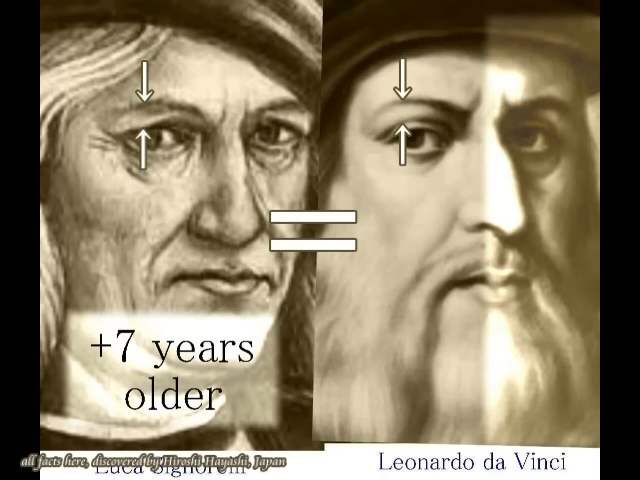 +7 years
older
all facts here, discovered by Hiroshi Hayashi, Japan
Luca Signorelli
Leonardo da Vinci